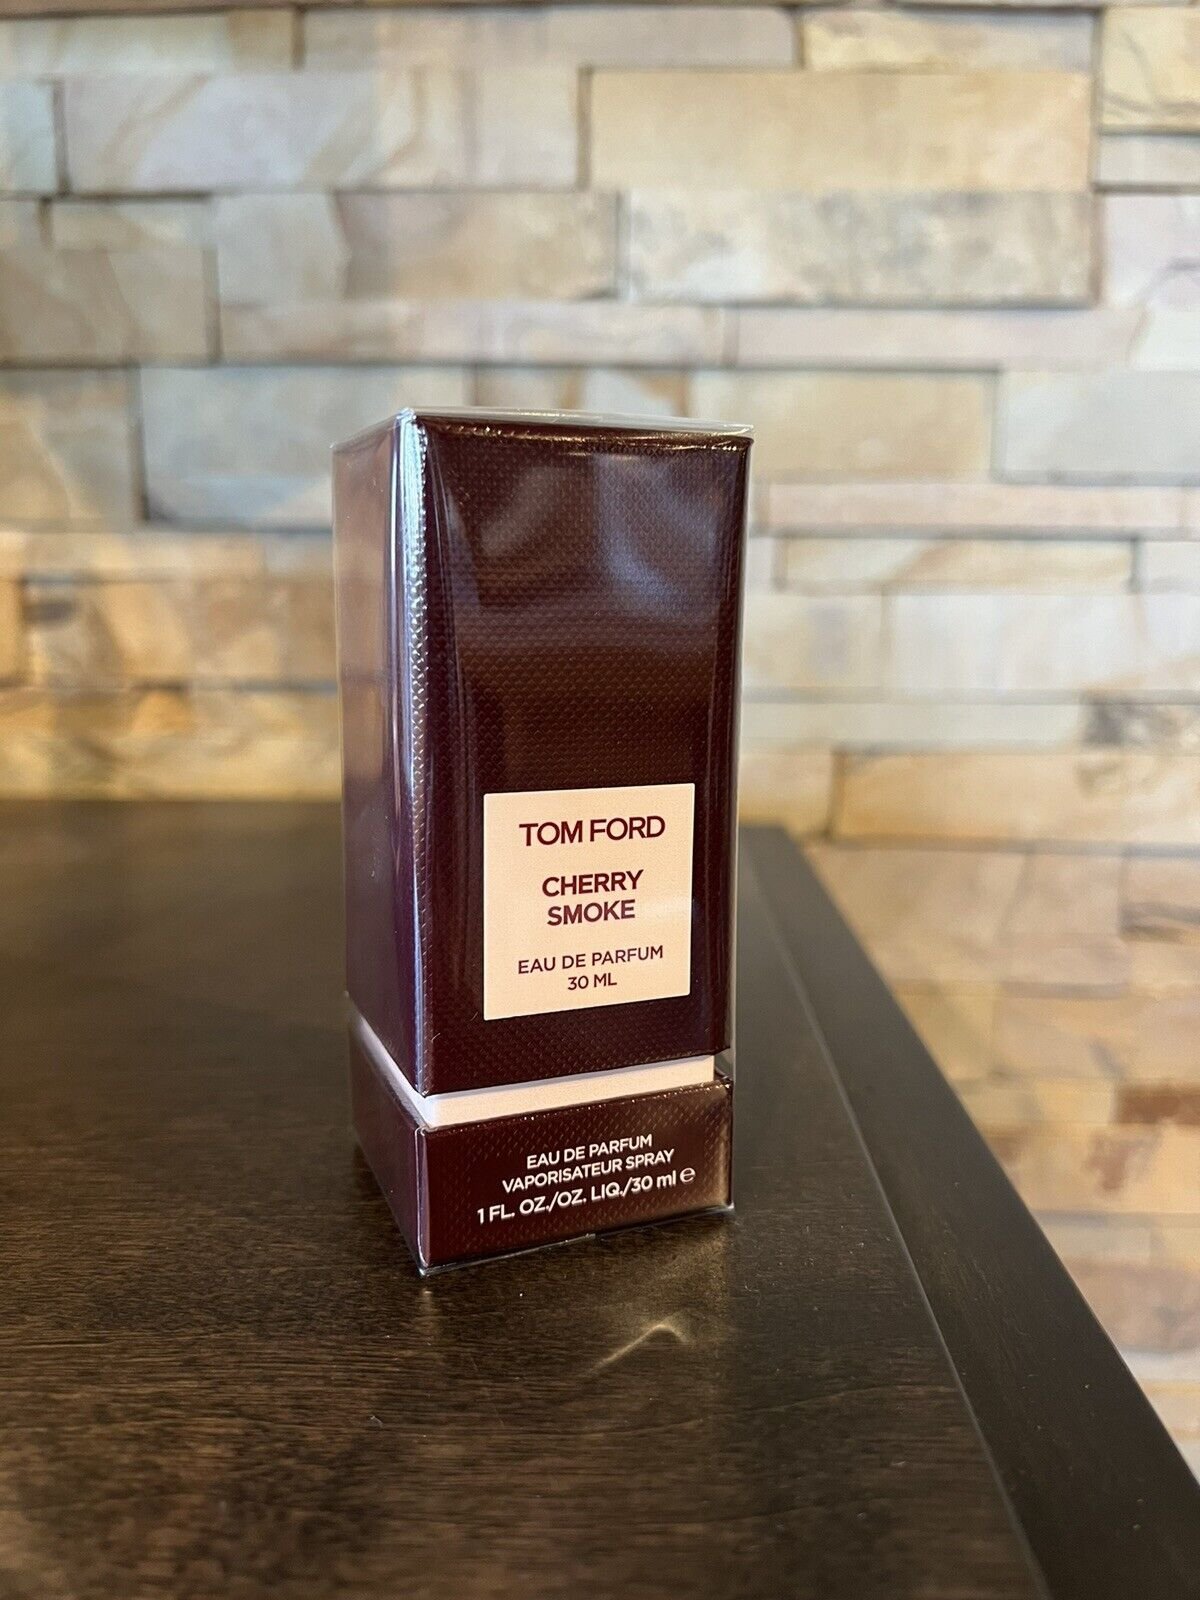 TOM FORD
CHERRY
SMOKE
EAU DE PARFUM
30 ML
EAU DE PARFUM
VAPORISATEUR SPRAY
1 FL. OZ./OZ. LIQ./30 ml ℮